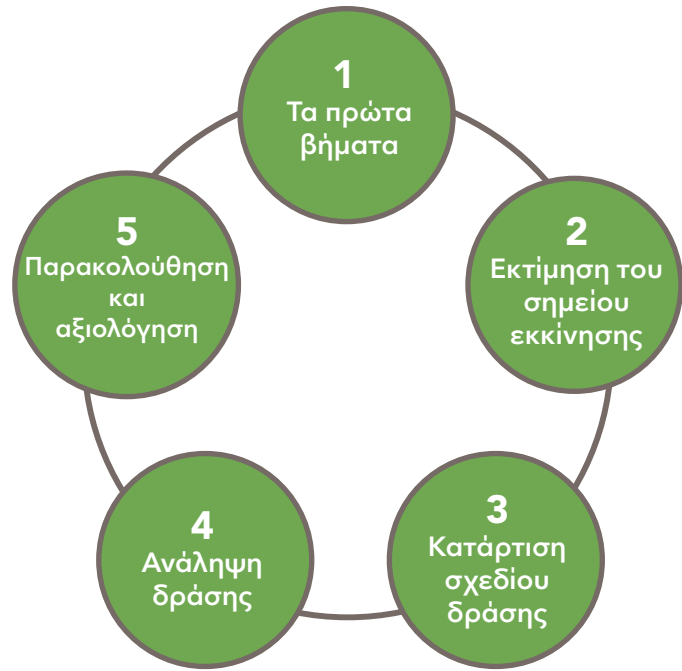 1
Τα πρώτα
βήματα
2
Εκτίμηση του
σημείου
εκκίνησης
3
Κατάρτιση
σχεδίου
δράσης
4
Ανάληψη
δράσης
5
Παρακολούθηση
και
αξιολόγηση